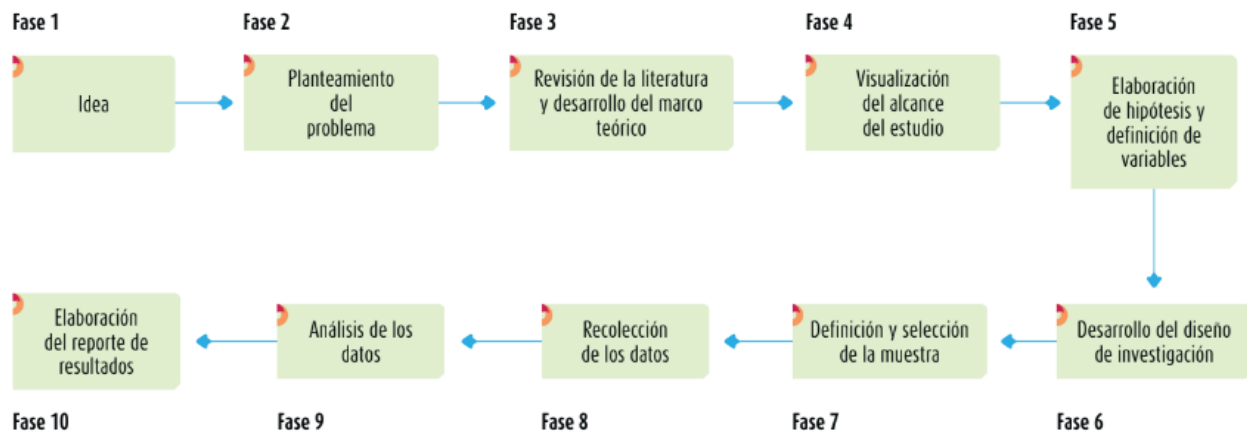 Fase 1
Idea
Fase 2
Planteamiento
del
problema
Fase 3
Revisión de la literatura
y desarrollo del marco
teórico
Fase 4
Visualización
del alcance
del estudio
Fase 5
Elaboración
de hipótesis y
definición de
variables
Desarrollo del diseño
de investigación
Fase 6
Definición y selección
de la muestra
Fase 7
Recolección
de los datos
Fase 8
Análisis de los
datos
Fase 9
Elaboración
del reporte de
resultados
Fase 10